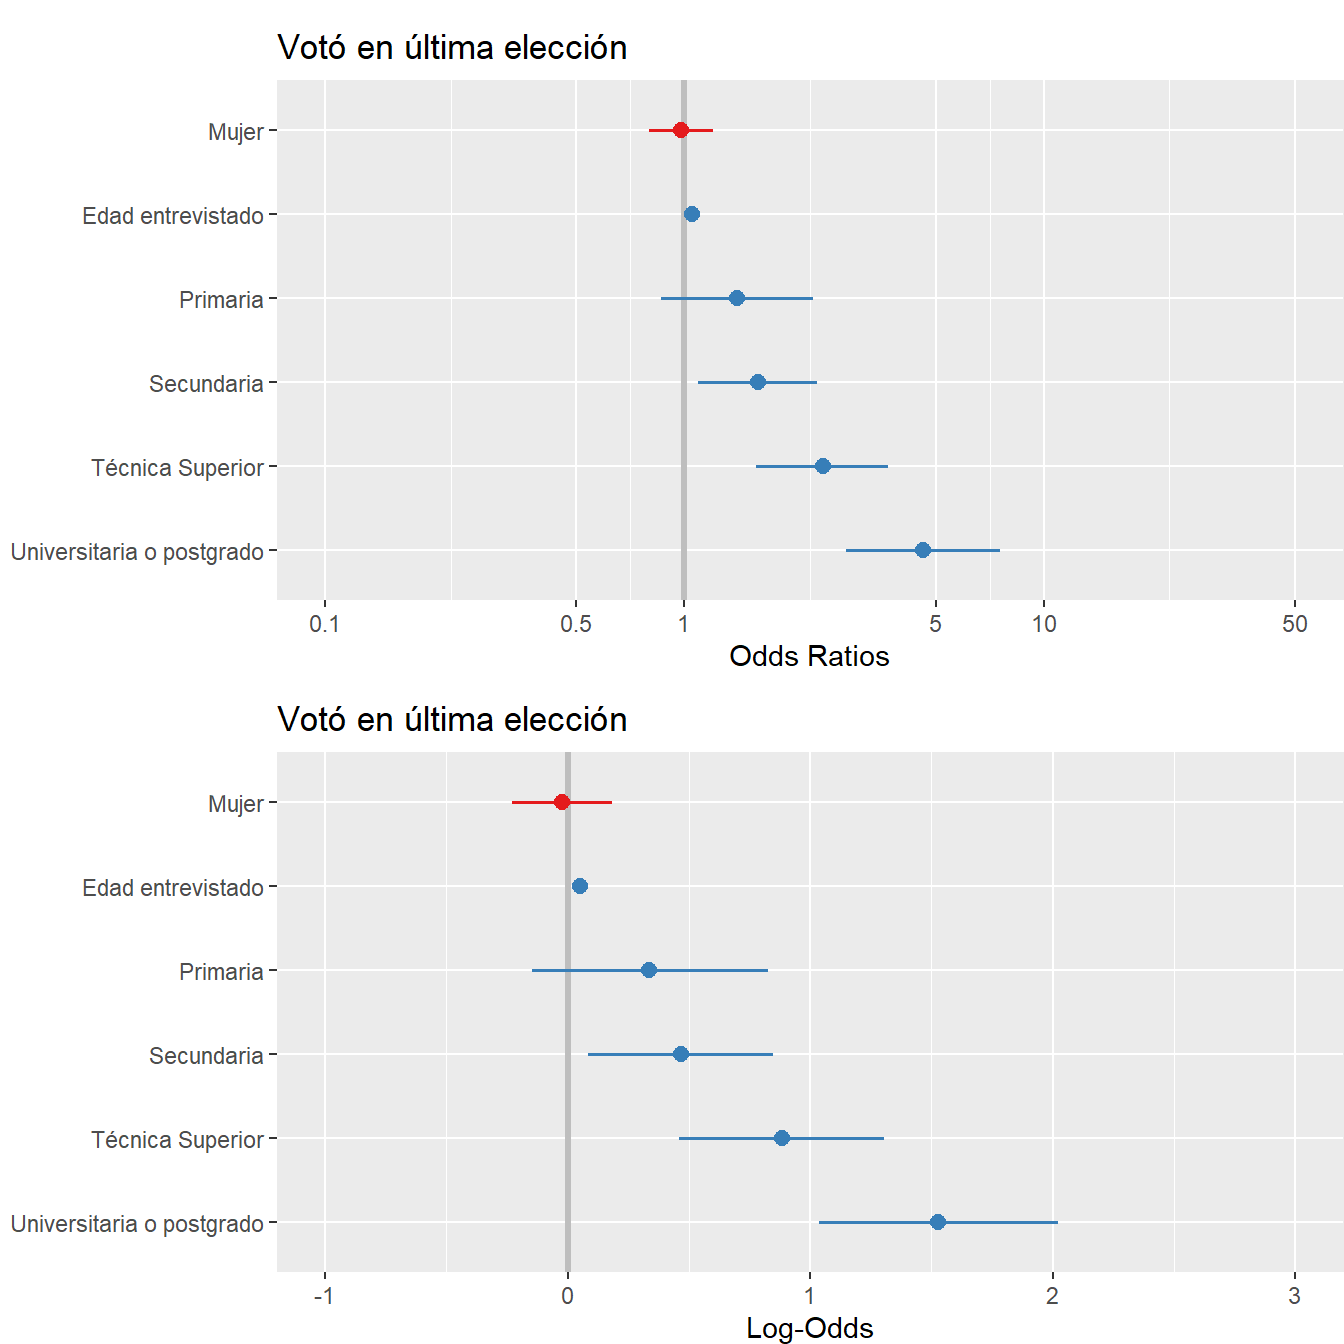 Votó en última elección
Mujer
Edad entrevistado
Primaria
Secundaria
Técnica Superior
Universitaria o postgrado
0.1 0.5 1 5 10 50
Odds Ratios
Votó en última elección
Mujer
Edad entrevistado
Primaria
Secundaria
Técnica Superior
Universitaria o postgrado
-1 0 1 2 3
Log-Odds